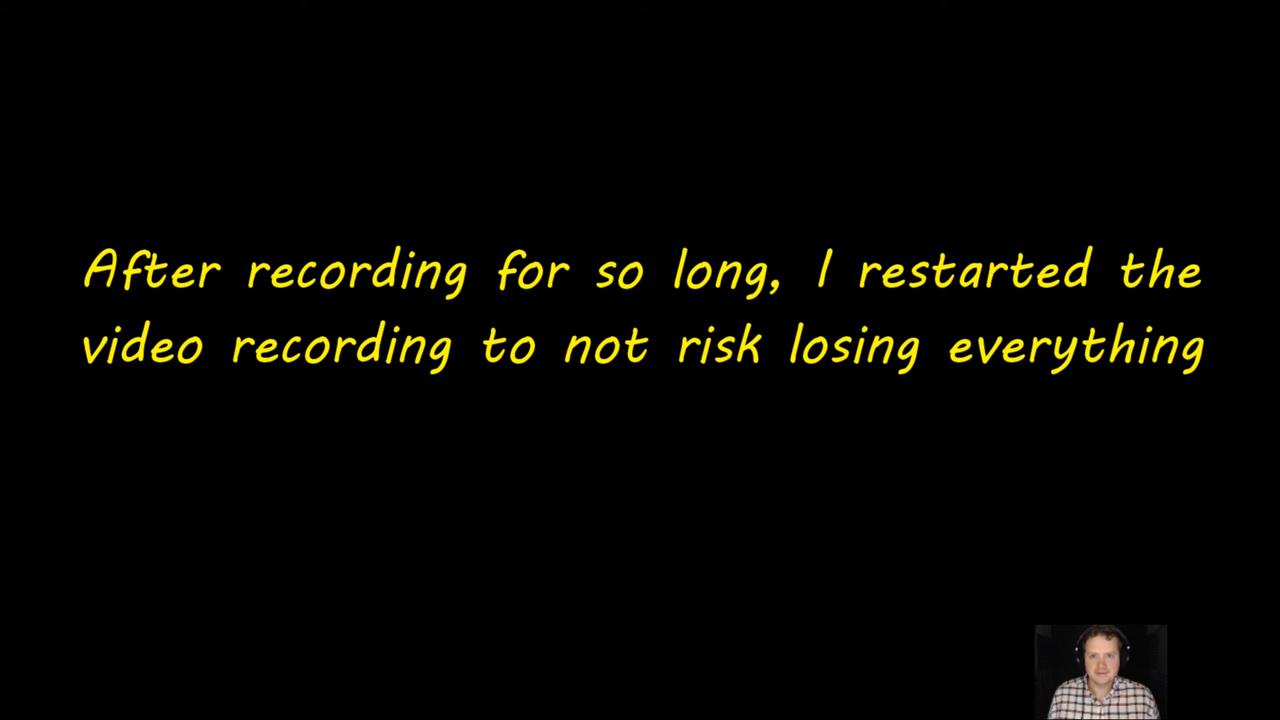 After recording for so long, I restarted the
video recording to not risk losing everything